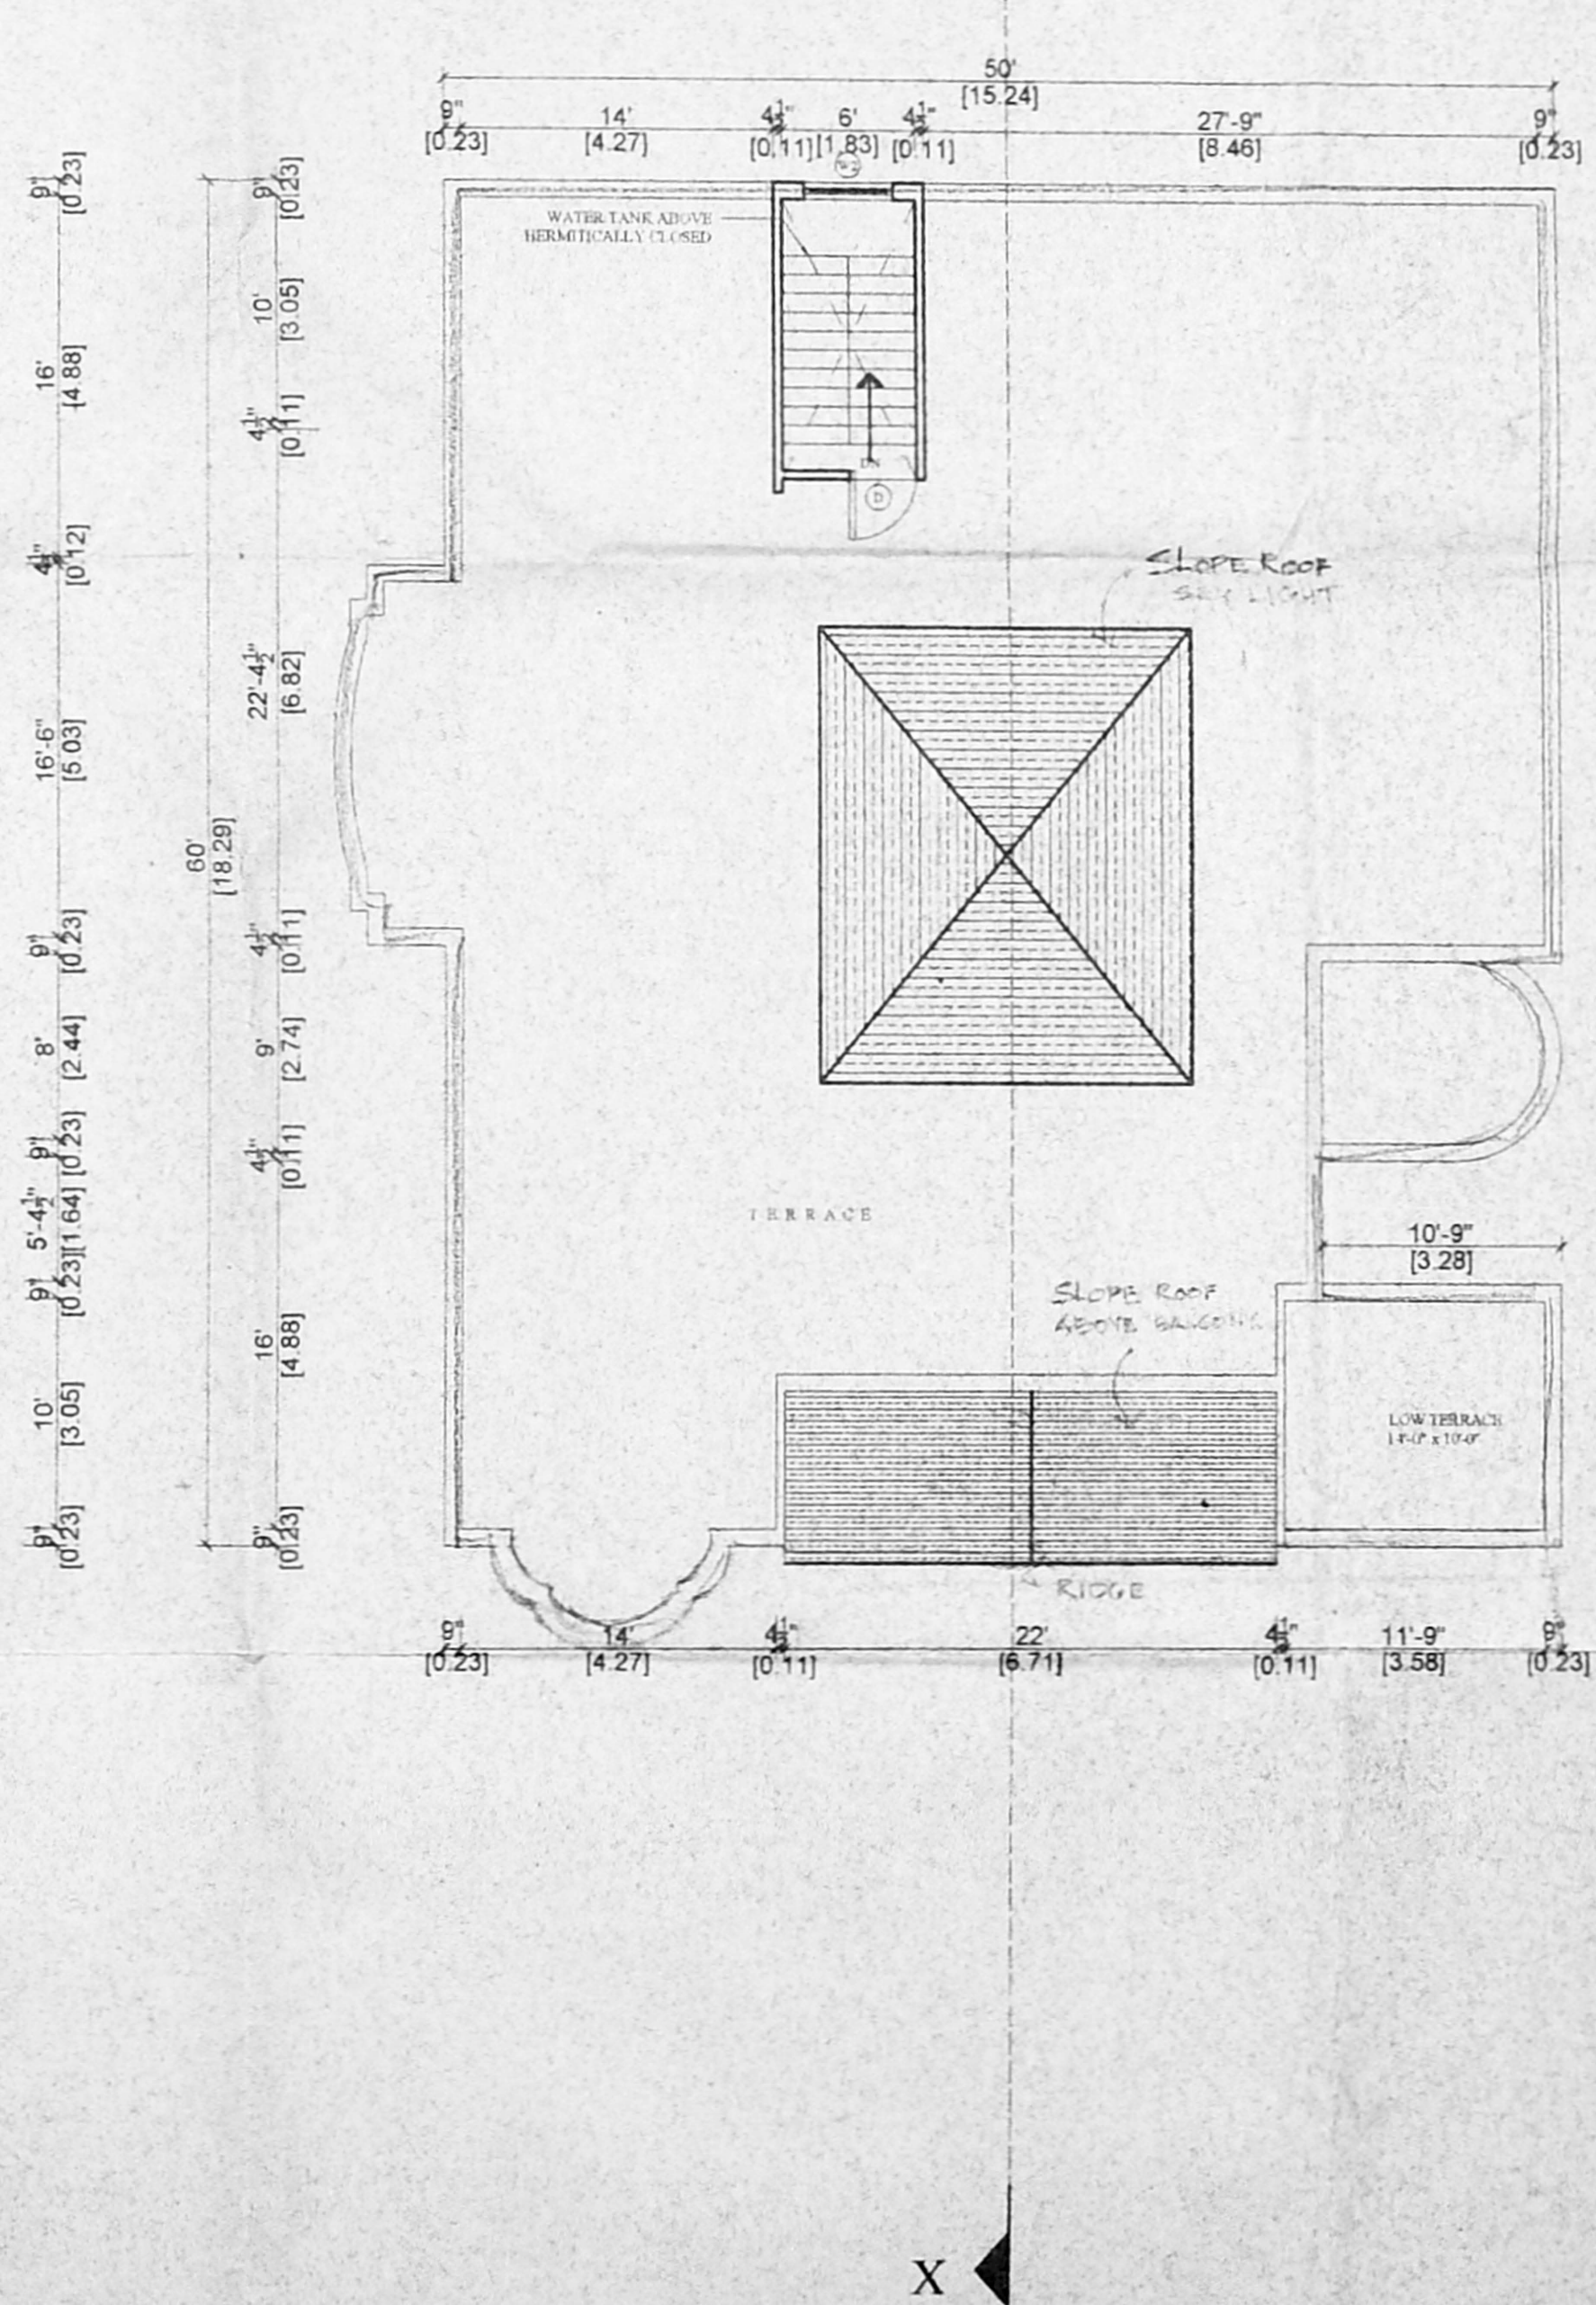 50'
[15.24]
9" 14' 4½" 6' 4½" 27'-9" 9"
[0.23] [4.27] [0.11] [1.83] [0.11] [8.46] [0.23]
WATER TANK ABOVE
HERMITICALLY CLOSED
DN
D
SLOPE ROOF
SKY LIGHT
9"
[0.23]
16'
[4.88]
4½"
[0.12]
16'-6"
[5.03]
9"
[0.23]
8'
[2.44]
9"
[0.23]
5'-4½"
[1.64]
9"
[0.23]
10'
[3.05]
9"
[0.23]
60'
[18.29]
9"
[0.23]
10'
[3.05]
4½"
[0.11]
22'-4½"
[6.82]
4½"
[0.11]
9'
[2.74]
4½"
[0.11]
16'
[4.88]
9"
[0.23]
TERRACE
10'-9"
[3.28]
SLOPE ROOF
ABOVE BALCONY
LOW TERRACE
14'-0" x 10'-0"
RIDGE
9" 14' 4½" 22' 4½" 11'-9" 9"
[0.23] [4.27] [0.11] [6.71] [0.11] [3.58] [0.23]
X